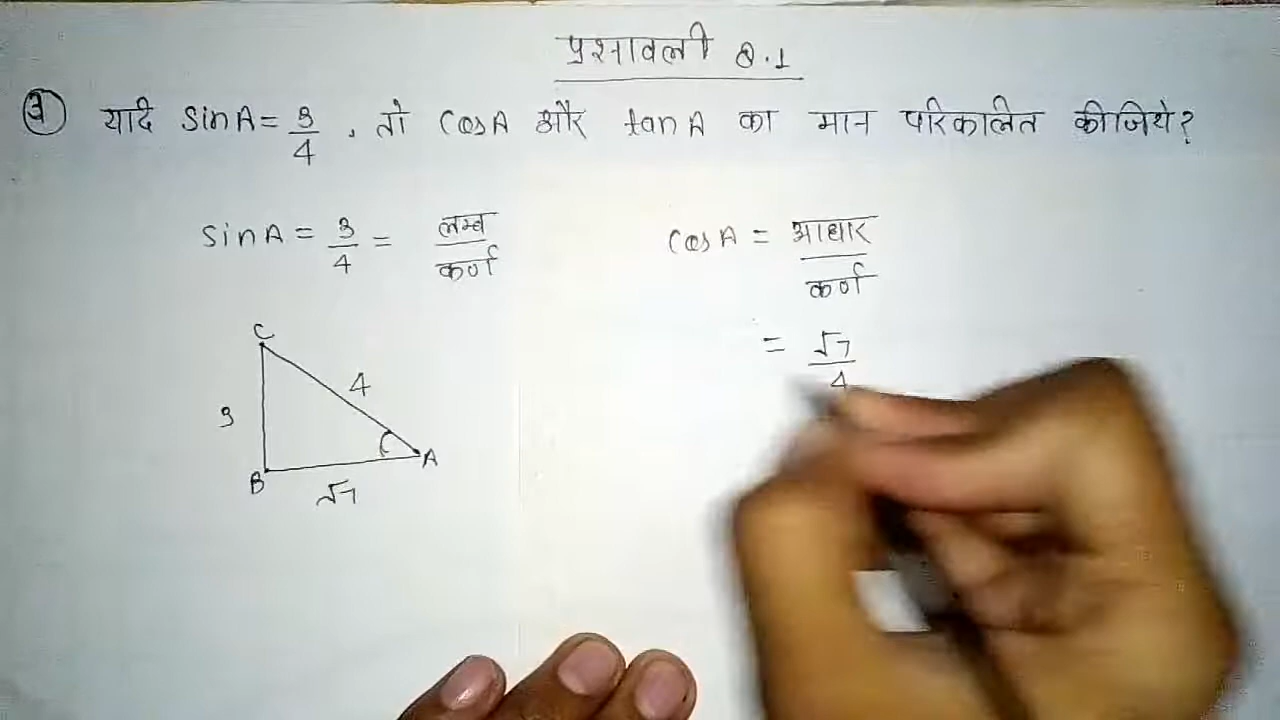 प्रश्नावली 8.1
③ यदि sinA = 3/4 , तो cosA और tanA का मान परिकलित कीजिये?
sinA = 3/4 = लम्ब/कर्ण
cosA = आधार/कर्ण
= √7/4
C
4
3
A
B
√7